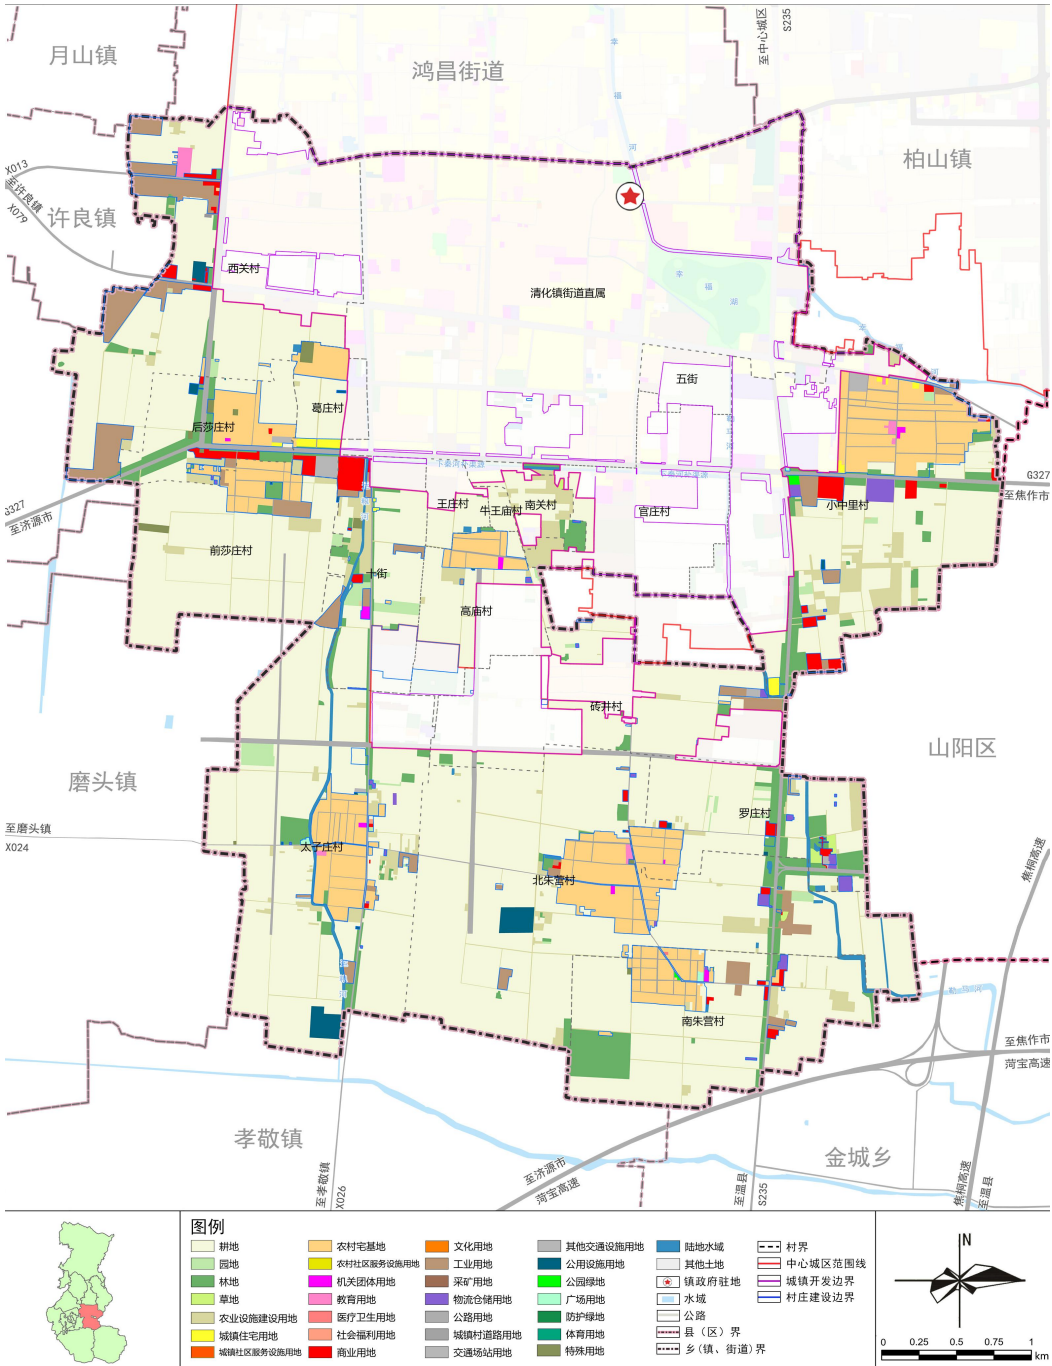 月山镇
鸿昌街道
至中心城区
S235
幸
福
河
柏山镇
X013
至许良镇
X079
许良镇
西关村
清化镇街道直属
幸
福
湖
幸
福
河
五街
葛庄村
后莎庄村
G327
至焦作市
G327
至济源市
王庄村
牛王庙村
南关村
官庄村
小中里村
前莎庄村
十街
高庙村
砖井村
山阳区
磨头镇
罗庄村
至磨头镇
X024
太子庄村
北朱营村
焦桐高速
南朱营村
至焦作市
菏宝高速
孝敬镇
金城乡
至孝敬镇
X026
至济源市
菏宝高速
至温县
S235
焦桐高速
至温县
图例
耕地
园地
林地
草地
农业设施建设用地
城镇住宅用地
城镇社区服务设施用地
农村宅基地
农村社区服务设施用地
机关团体用地
教育用地
医疗卫生用地
社会福利用地
商业用地
文化用地
工业用地
采矿用地
物流仓储用地
公路用地
城镇村道路用地
交通场站用地
其他交通设施用地
公用设施用地
公园绿地
广场用地
防护绿地
体育用地
特殊用地
陆地水域
其他土地
镇政府驻地
水域
公路
县（区）界
乡(镇、街道)界
村界
中心城区范围线
城镇开发边界
村庄建设边界
N
0 0.25 0.5 0.75 1
km